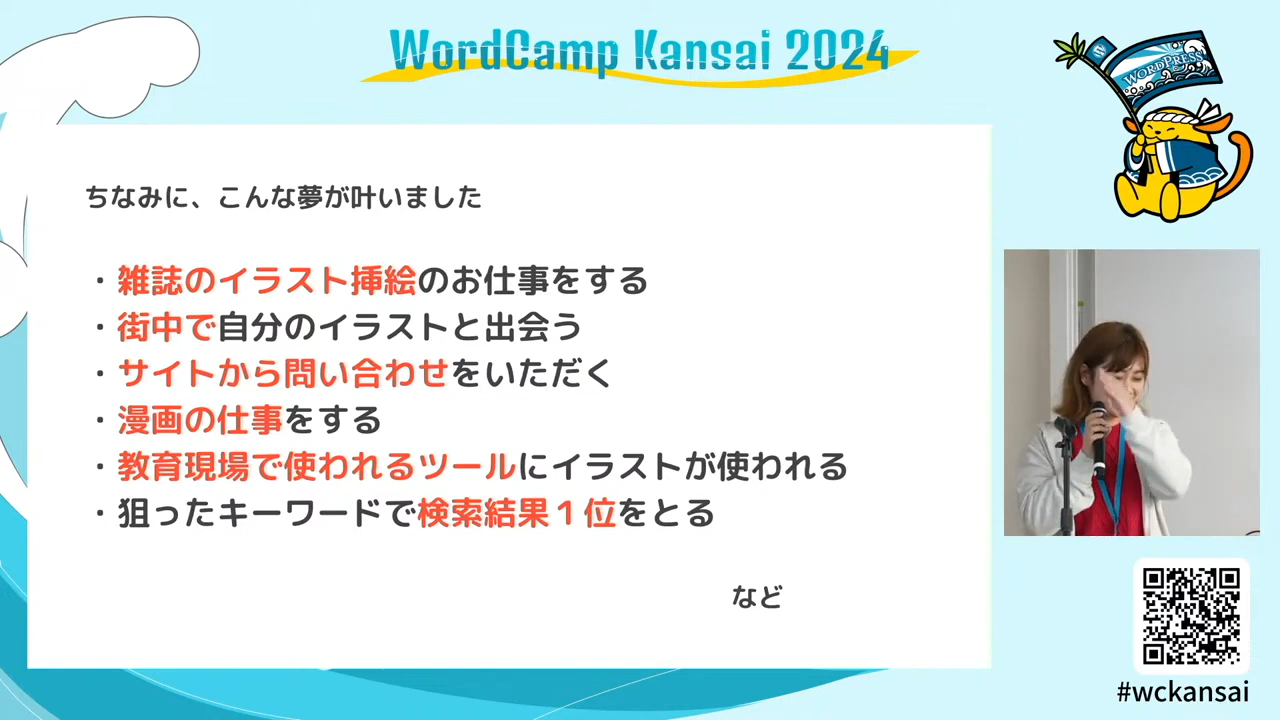 WordCamp Kansai 2024
WORDPRESS
ちなみに、こんな夢が叶いました
・雑誌のイラスト挿絵のお仕事をする
・街中で自分のイラストと出会う
・サイトから問い合わせをいただく
・漫画の仕事をする
・教育現場で使われるツールにイラストが使われる
・狙ったキーワードで検索結果１位をとる
など
#wckansai